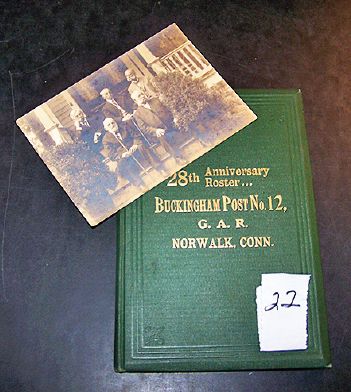 28th Anniversary
Roster...
BUCKINGHAM POST No. 12,
G. A. R.
NORWALK, CONN.
22